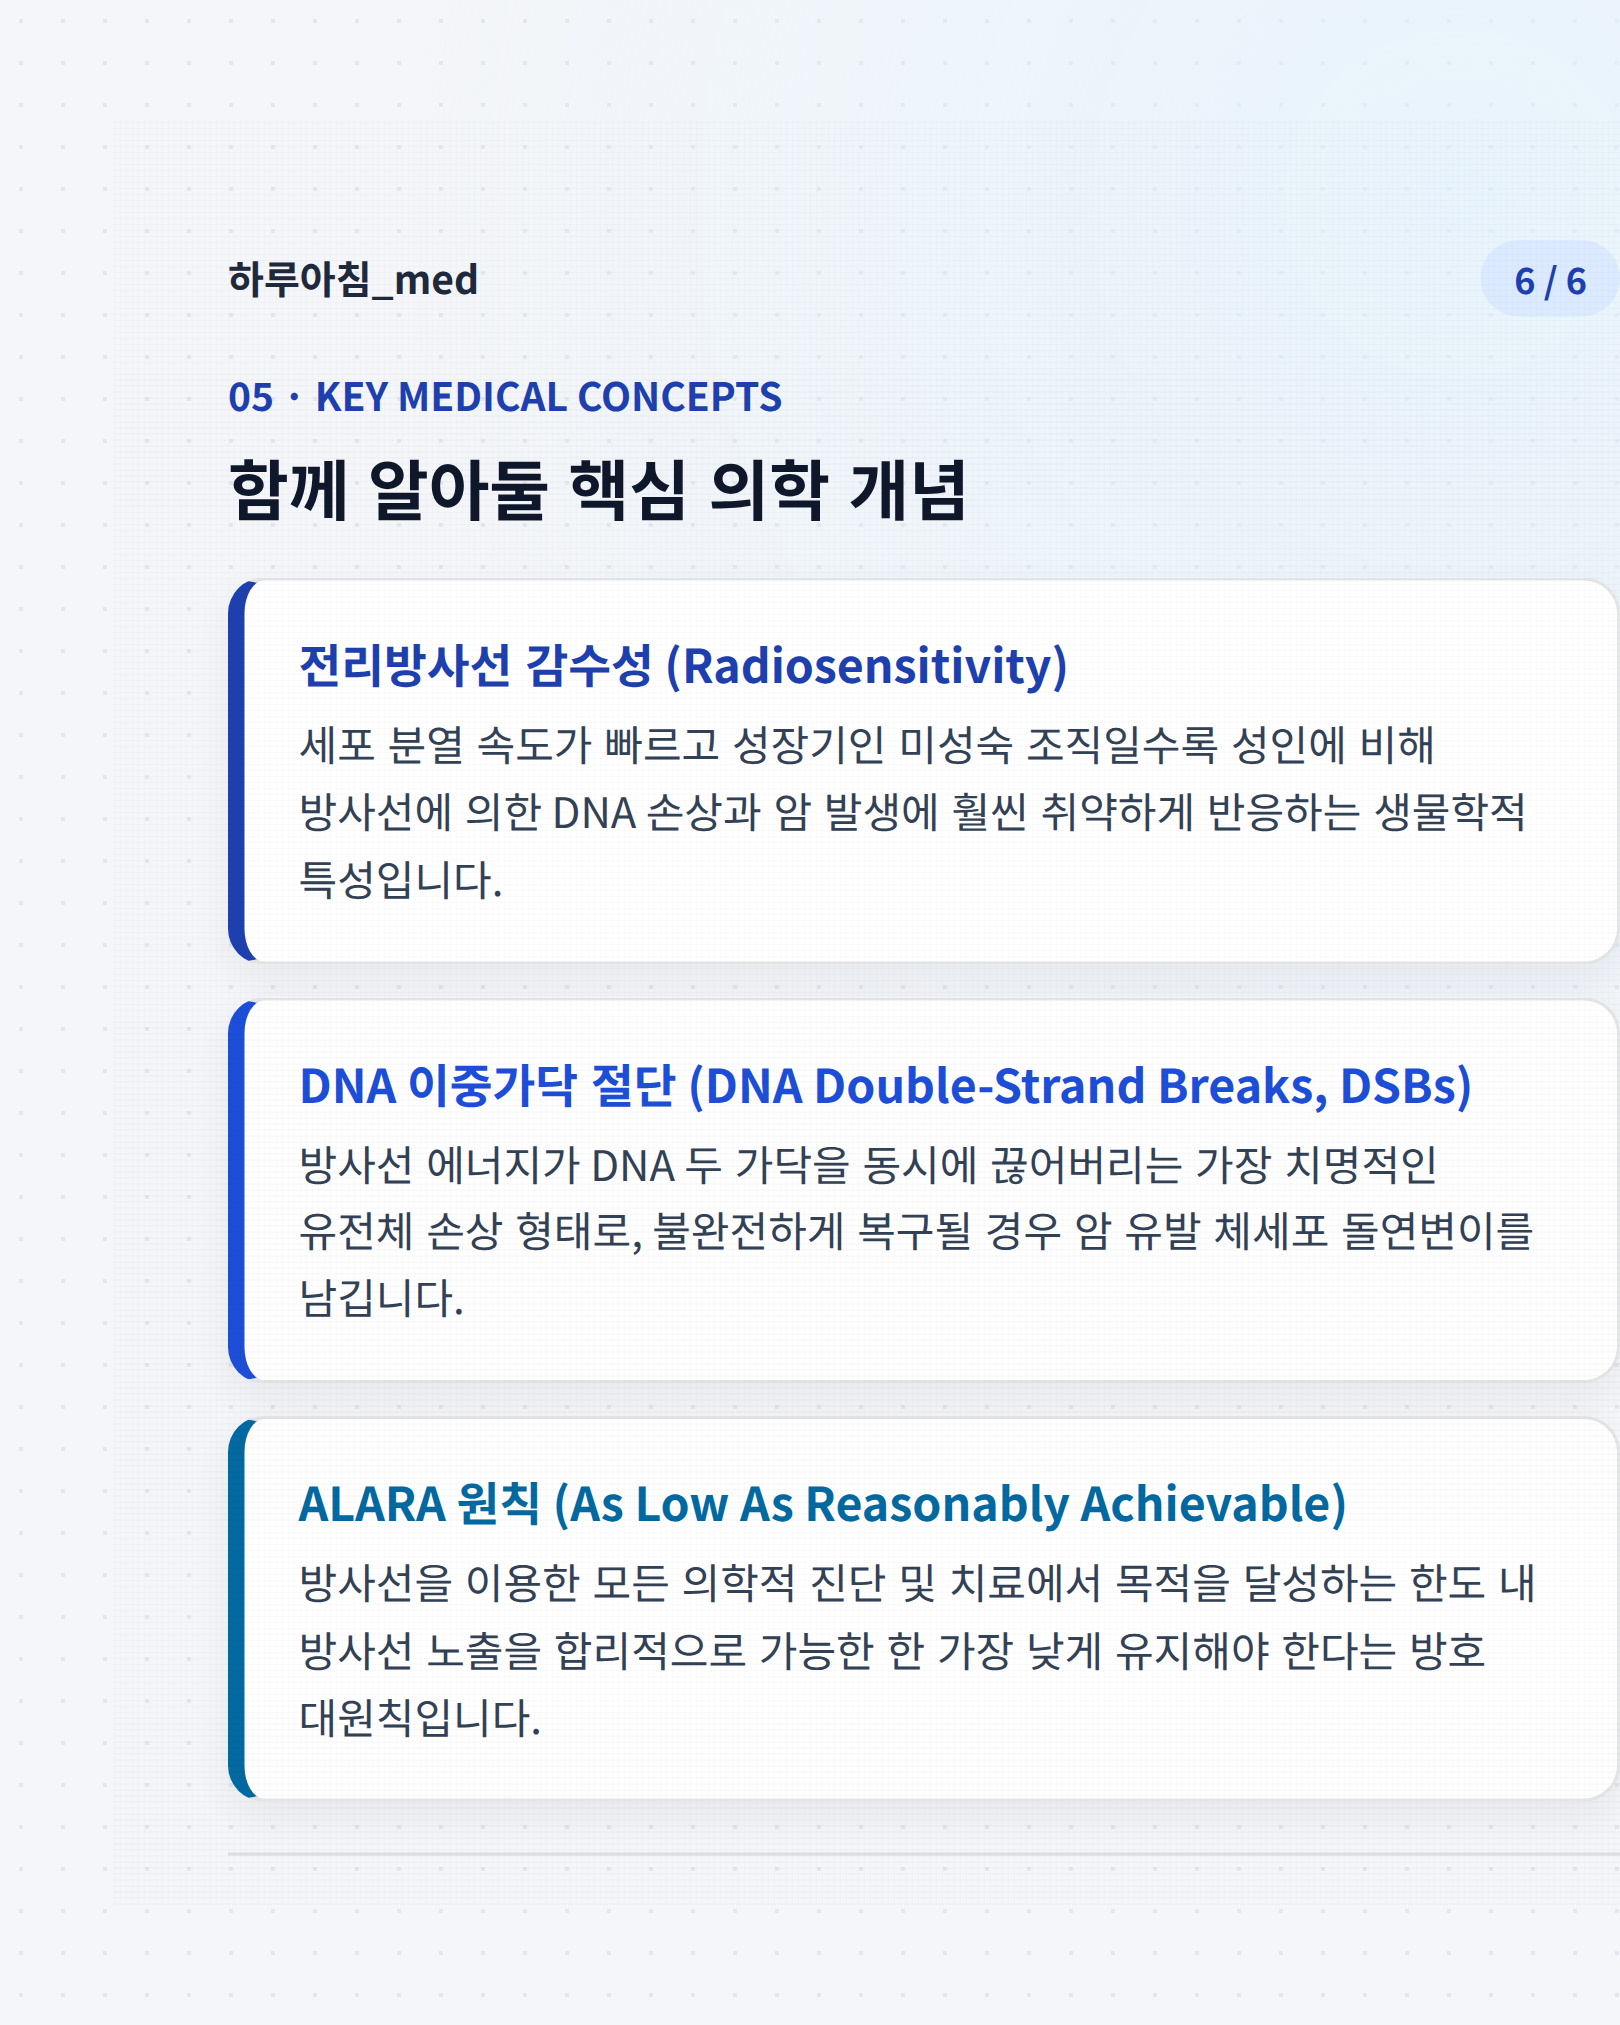 하루아침_med
6 / 6
05 · KEY MEDICAL CONCEPTS
함께 알아둘 핵심 의학 개념
전리방사선 감수성 (Radiosensitivity)
세포 분열 속도가 빠르고 성장기인 미성숙 조직일수록 성인에 비해
방사선에 의한 DNA 손상과 암 발생에 훨씬 취약하게 반응하는 생물학적
특성입니다.
DNA 이중가닥 절단 (DNA Double-Strand Breaks, DSBs)
방사선 에너지가 DNA 두 가닥을 동시에 끊어버리는 가장 치명적인
유전체 손상 형태로, 불완전하게 복구될 경우 암 유발 체세포 돌연변이를
남깁니다.
ALARA 원칙 (As Low As Reasonably Achievable)
방사선을 이용한 모든 의학적 진단 및 치료에서 목적을 달성하는 한도 내
방사선 노출을 합리적으로 가능한 한 가장 낮게 유지해야 한다는 방호
대원칙입니다.